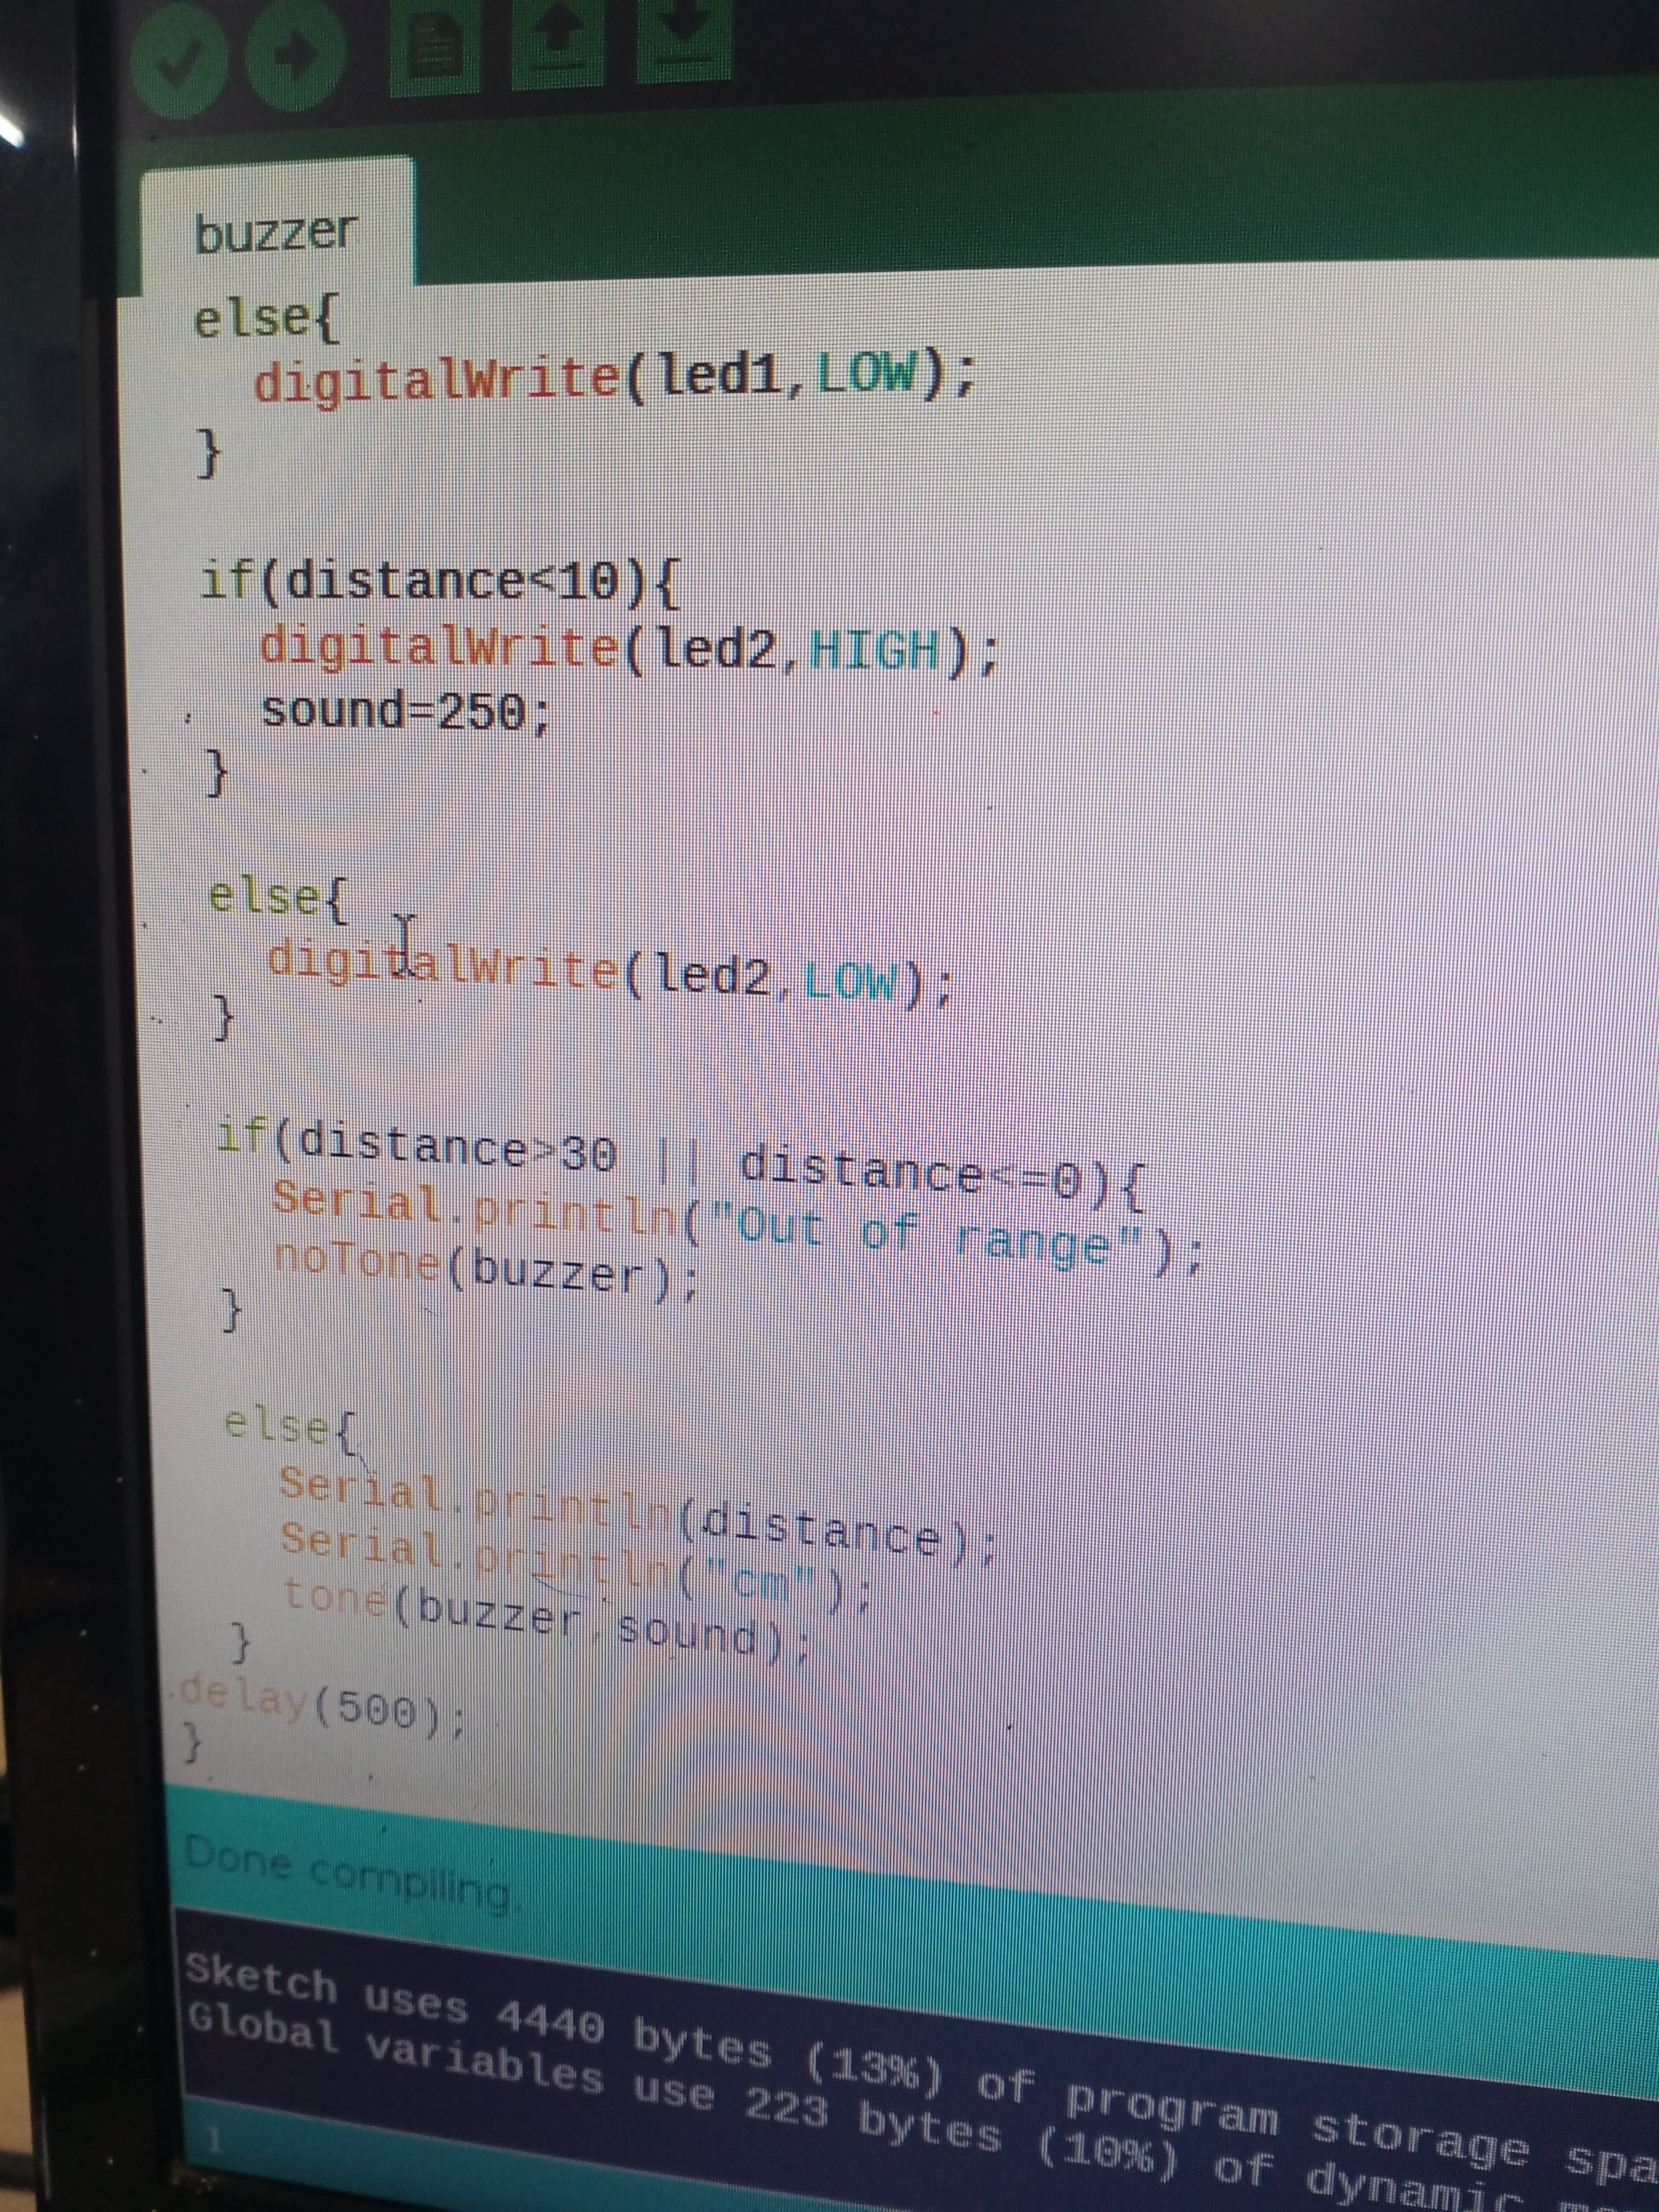 buzzer
else{
digitalWrite(led1,LOW);
}
if(distance<10){
digitalWrite(led2,HIGH);
sound=250;
}
else{
digitalWrite(led2,LOW);
}
if(distance>30 || distance<=0){
Serial.println("Out of range");
noTone(buzzer);
}
else{
Serial.println(distance);
Serial.println("cm");
tone(buzzer,sound);
}
delay(500);
}
Done compiling.
Sketch uses 4440 bytes (13%) of program storage spa
Global variables use 223 bytes (10%) of dynamic
1